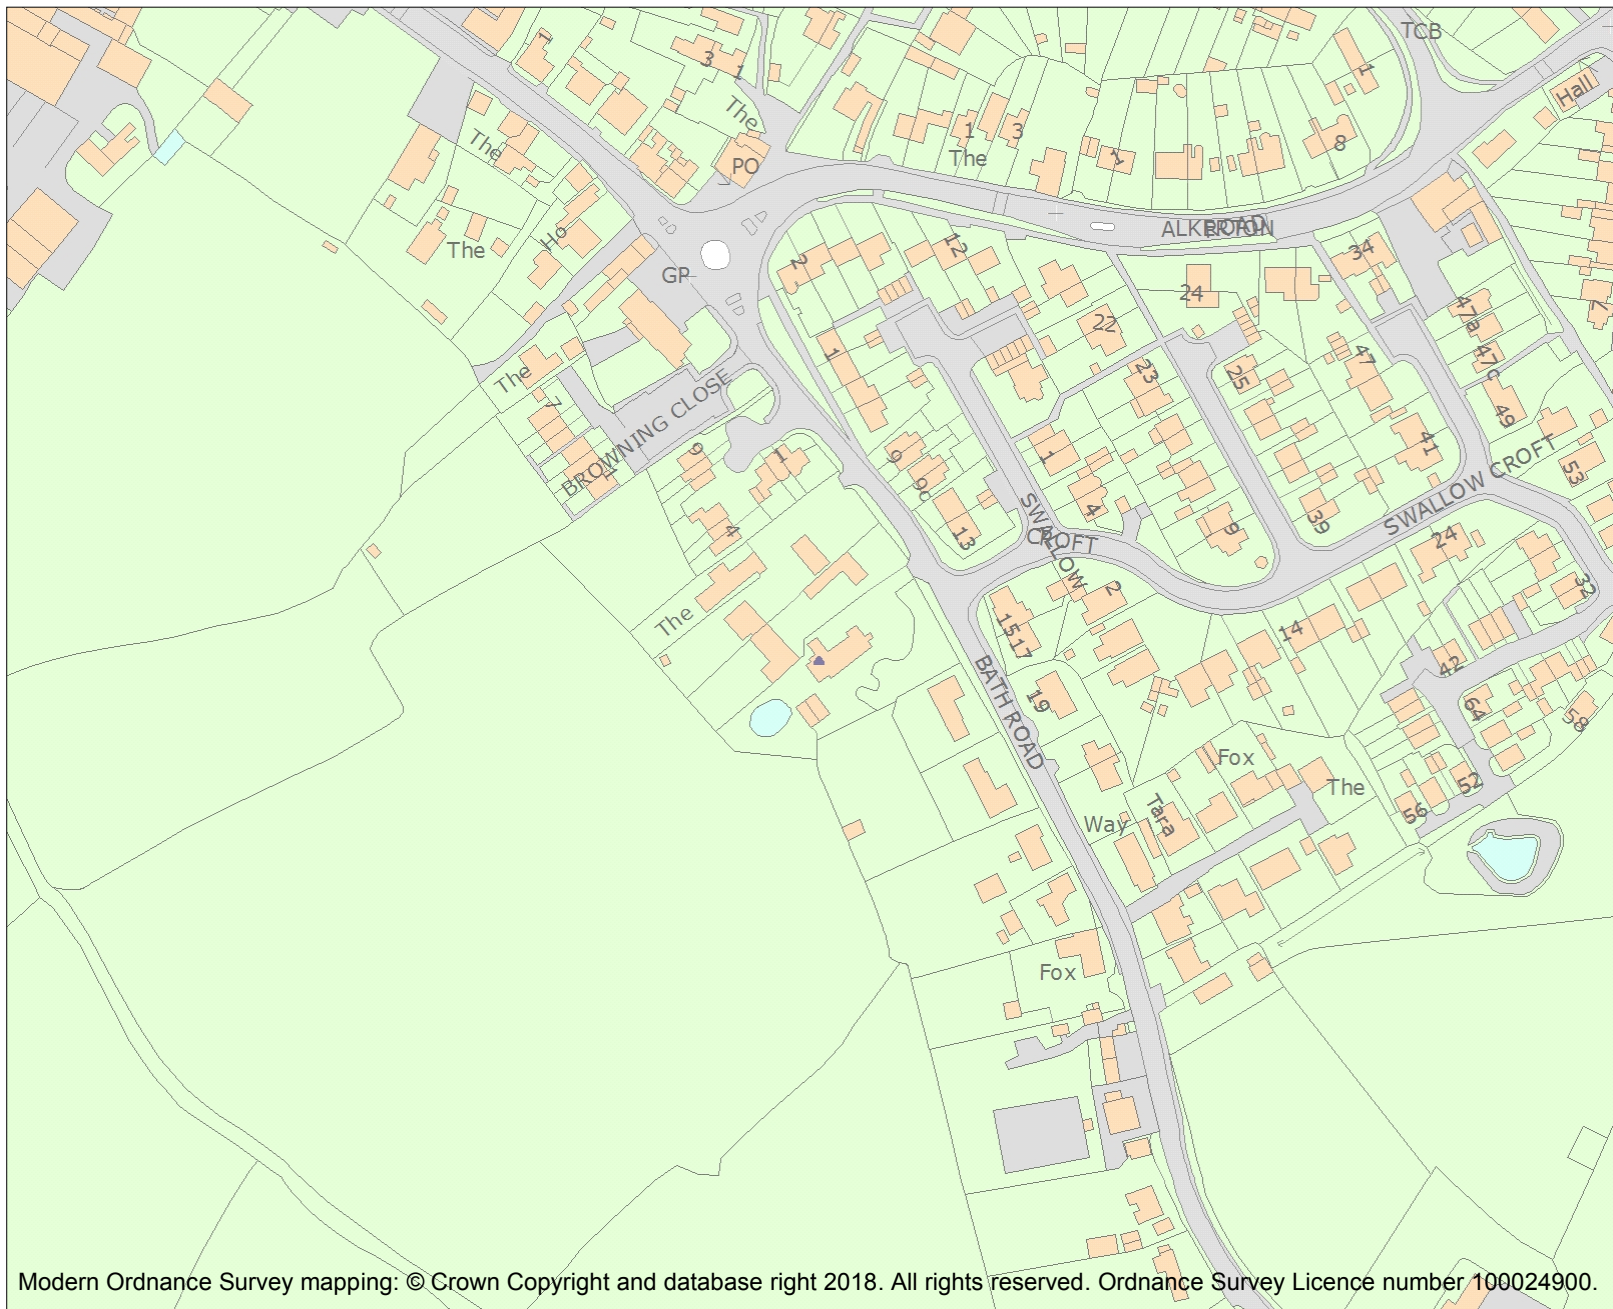 TCB
1
3
1
1
The
Hall
The
1
3
The
1
8
PO
The
Ho
12
ALKERTON
ROAD
34
2
GP
24
47a
7
22
1
47
47c
The
23
25
7
BROWNING CLOSE
49
41
9
1
9
1
SWALLOW CROFT
53
9c
4
SWALLOW
CROFT
4
13
9
39
24
32
2
The
15
17
14
42
BATH ROAD
19
64
58
Fox
The
52
Way
Tara
56
Fox
Modern Ordnance Survey mapping: © Crown Copyright and database right 2018. All rights reserved. Ordnance Survey Licence number 100024900.